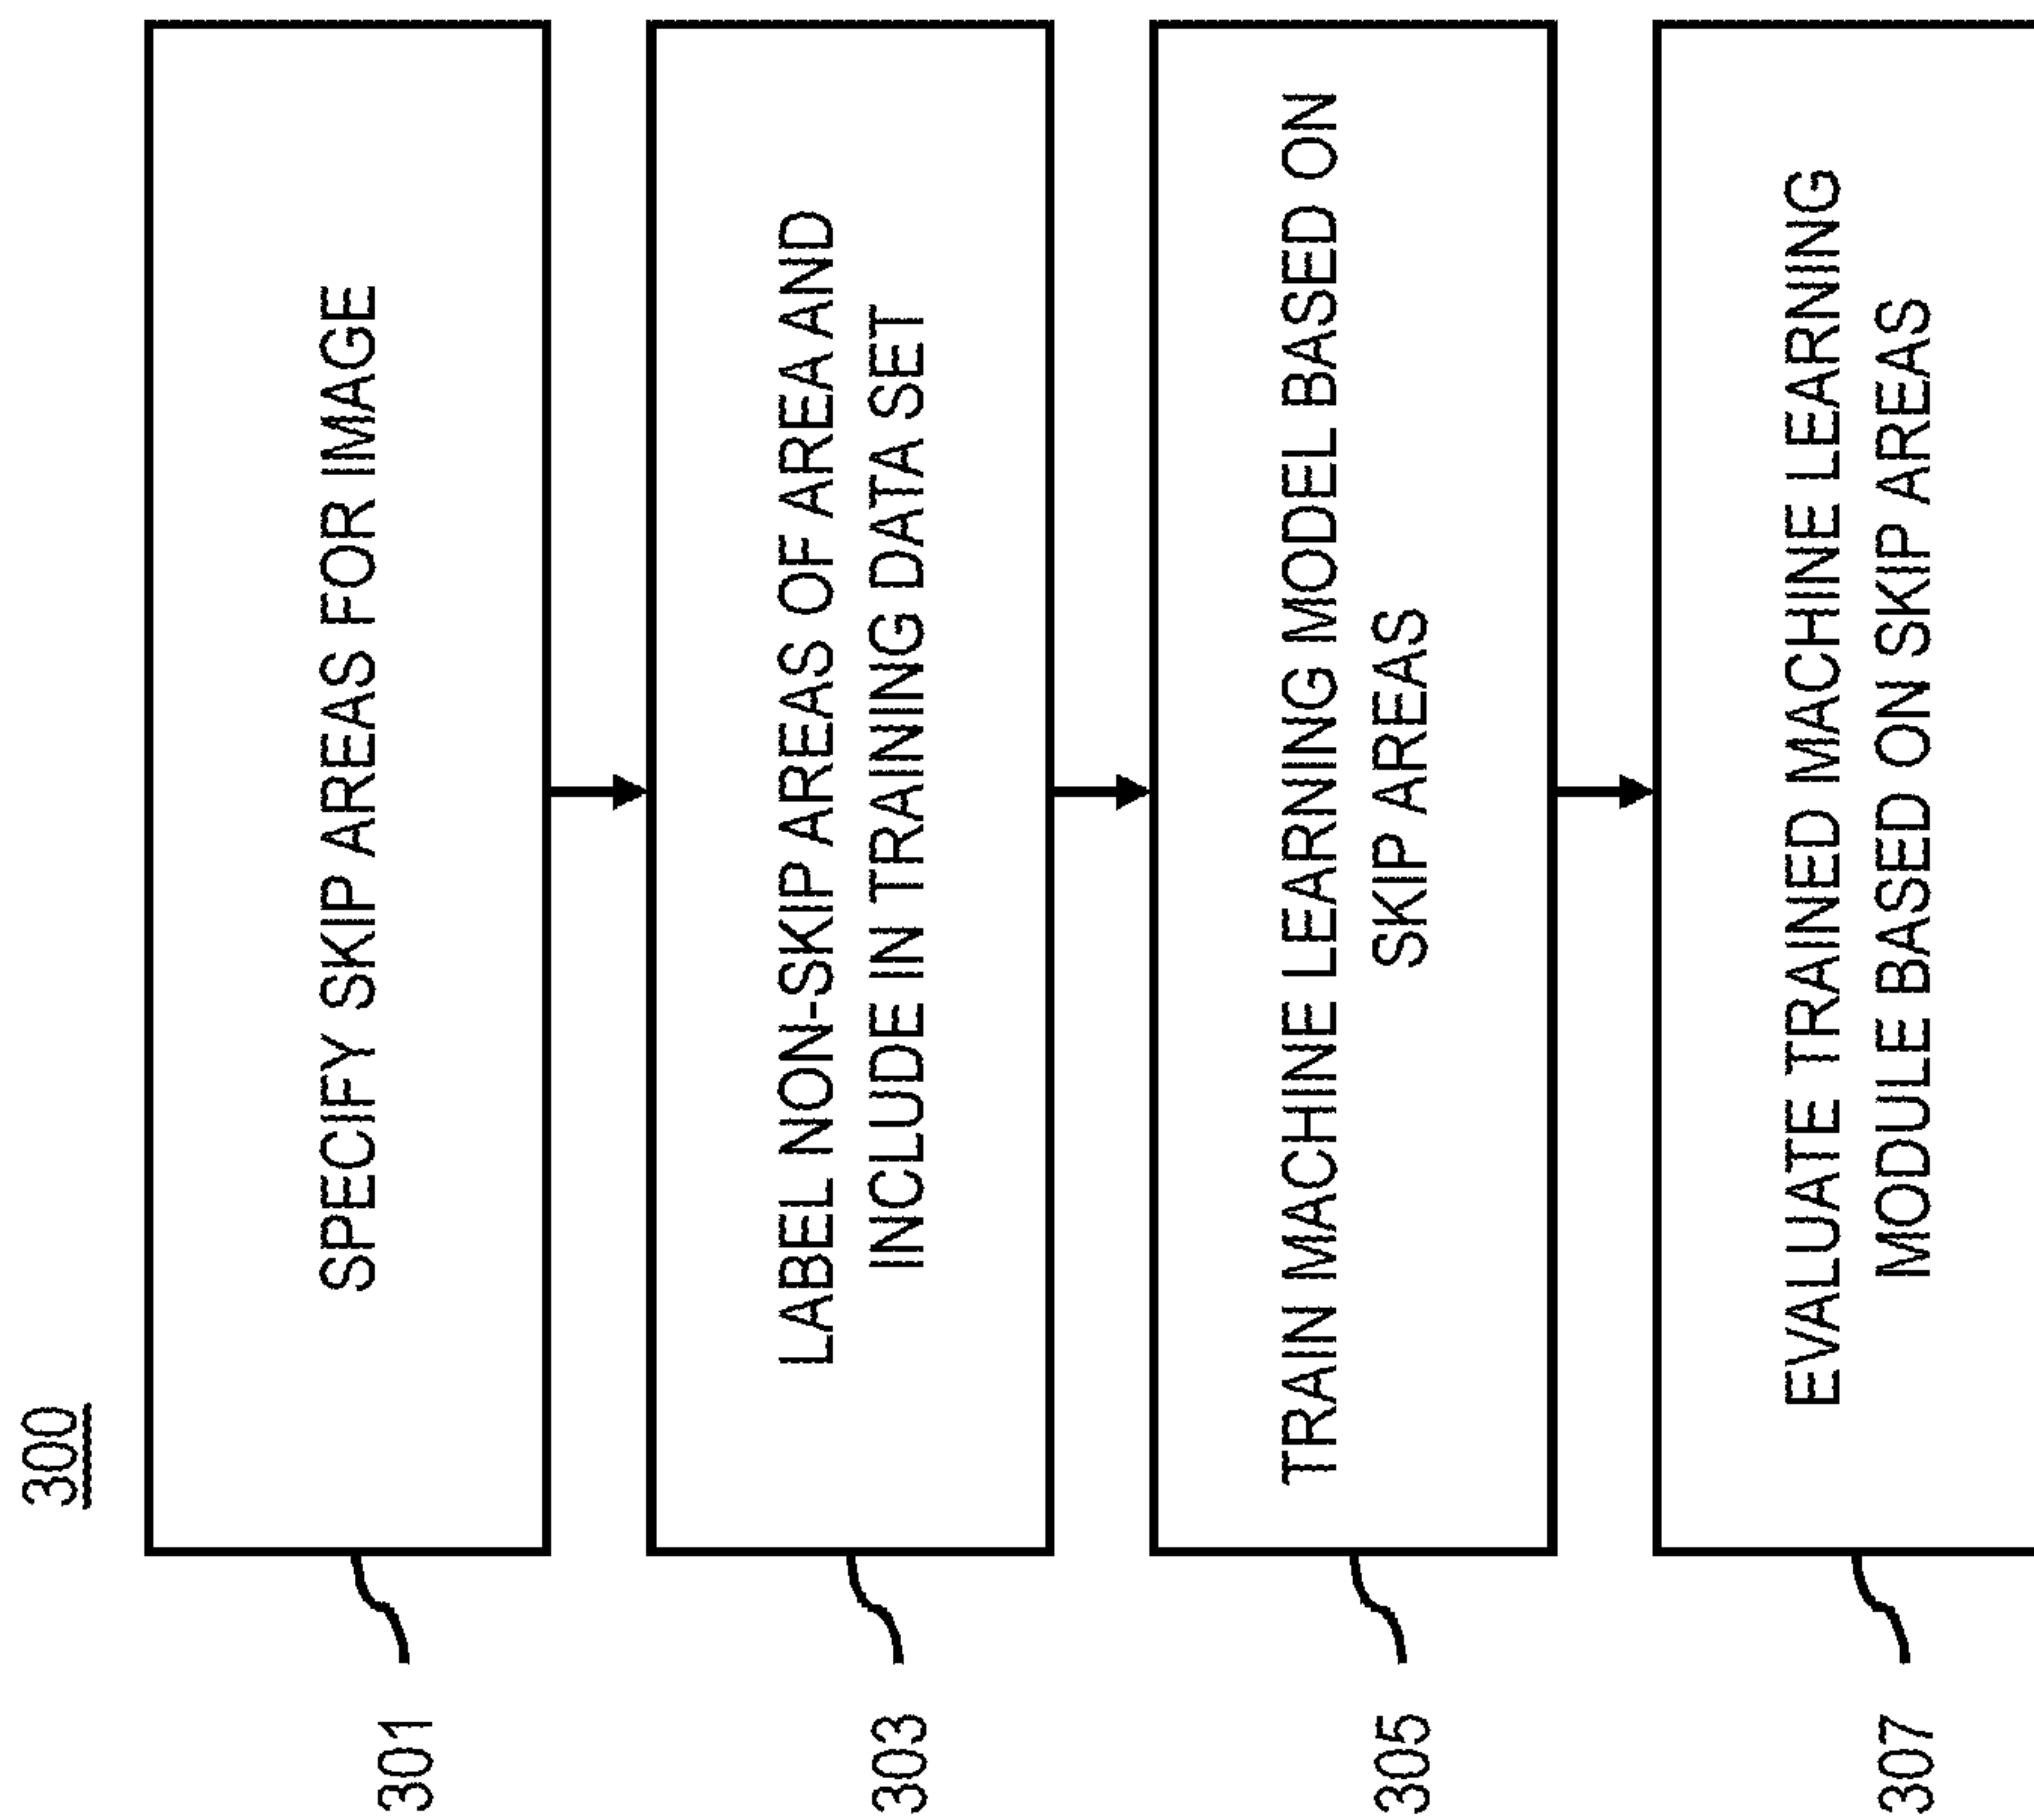 300
301
SPECIFY SKIP AREAS FOR IMAGE
303
LABEL NON-SKIP AREAS OF AREA AND
INCLUDE IN TRAINING DATA SET
305
TRAIN MACHINE LEARNING MODEL BASED ON
SKIP AREAS
307
EVALUATE TRAINED MACHINE LEARNING
MODULE BASED ON SKIP AREAS